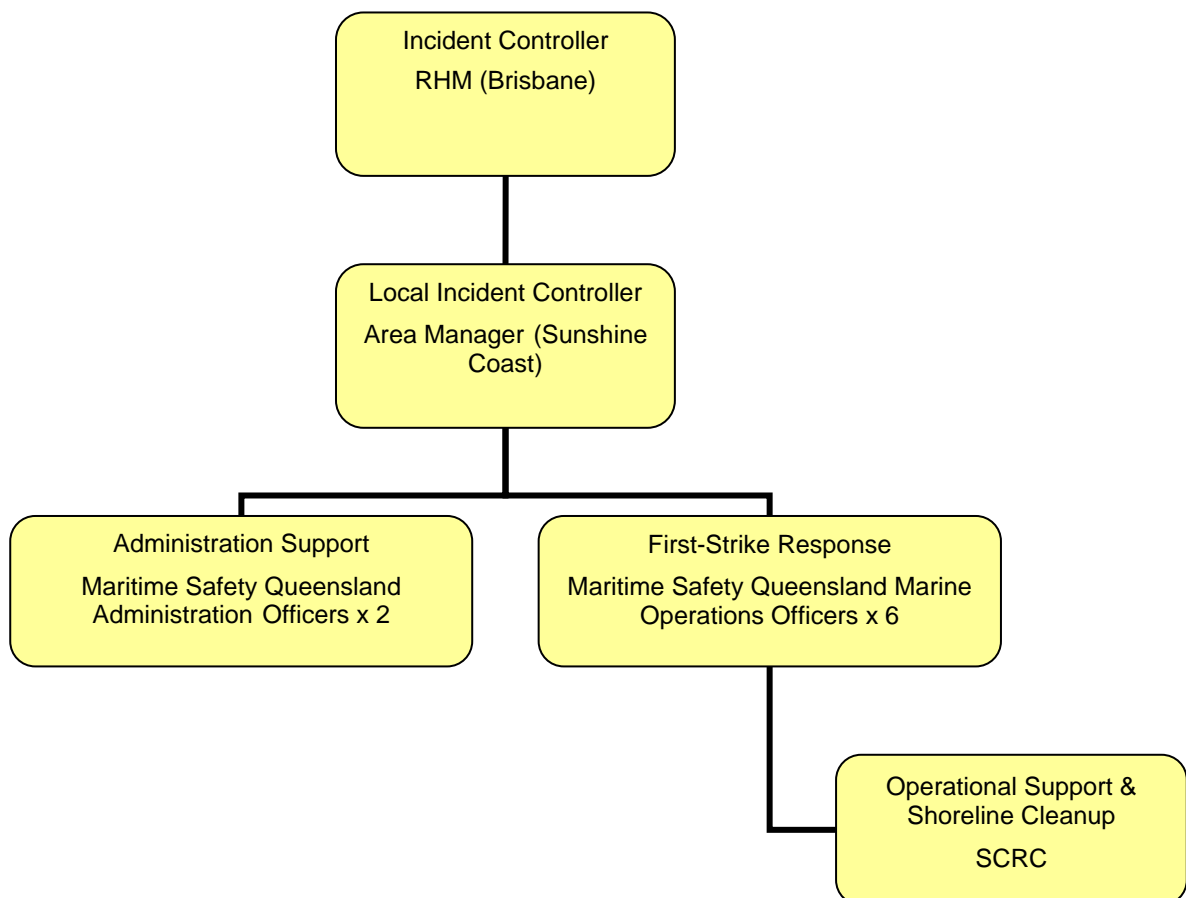 Incident Controller
RHM (Brisbane)
Local Incident Controller
Area Manager (Sunshine
Coast)
Administration Support
Maritime Safety Queensland
Administration Officers x 2
First-Strike Response
Maritime Safety Queensland Marine
Operations Officers x 6
Operational Support &
Shoreline Cleanup
SCRC